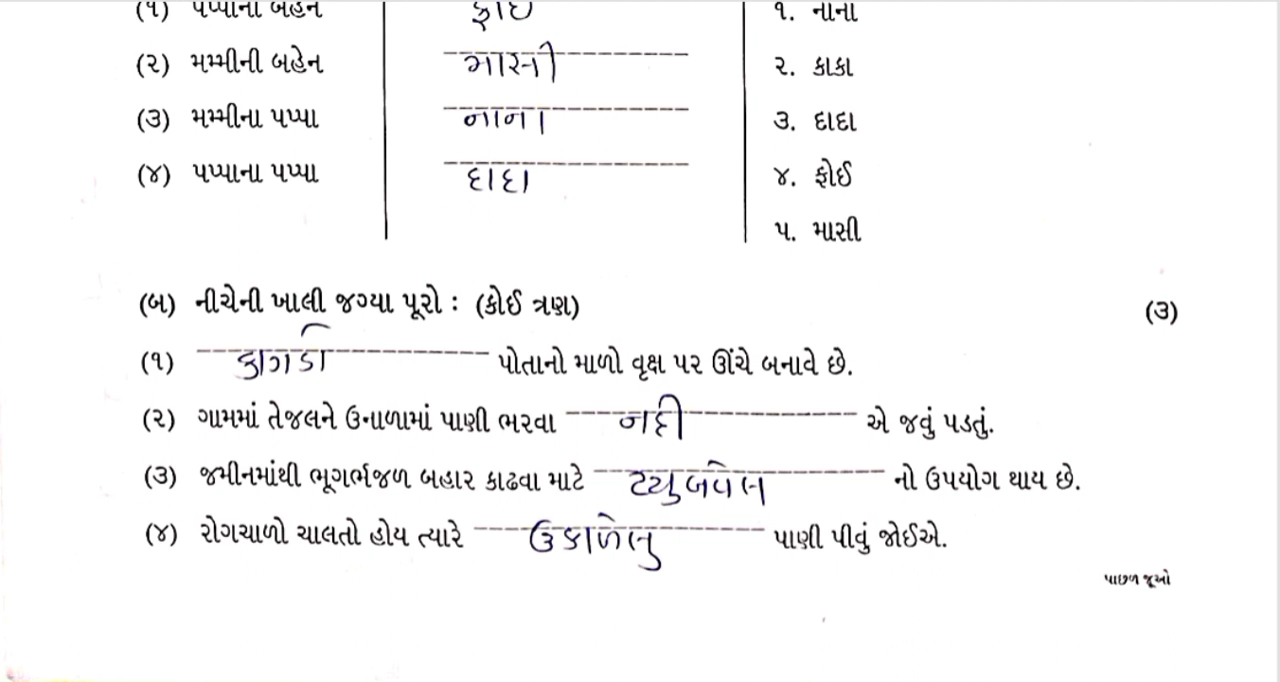 (૧) પપ્પાની બહેન ફોઈ ૧. નાના
(૨) મમ્મીની બહેન માસી ૨. કાકા
(૩) મમ્મીના પપ્પા નાના ૩. દાદા
(૪) પપ્પાના પપ્પા દાદા ૪. ફોઈ
૫. માસી
(બ) નીચેની ખાલી જગ્યા પૂરો : (કોઈ ત્રણ) (૩)
(૧) કાગડો પોતાનો માળો વૃક્ષ પર ઊંચે બનાવે છે.
(૨) ગામમાં તેજલને ઉનાળામાં પાણી ભરવા નદી એ જવું પડતું.
(૩) જમીનમાંથી ભૂગર્ભજળ બહાર કાઢવા માટે ટ્યુબવેલ નો ઉપયોગ થાય છે.
(૪) રોગચાળો ચાલતો હોય ત્યારે ઉકાળેલુ પાણી પીવું જોઈએ.
પાછળ જૂઓ